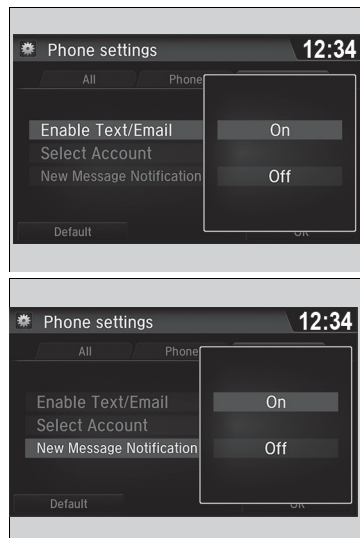 Phone settings 12:34
All Phone
Enable Text/Email On
Select Account
New Message Notification Off
Default
Phone settings 12:34
All Phone
Enable Text/Email On
Select Account
New Message Notification Off
Default